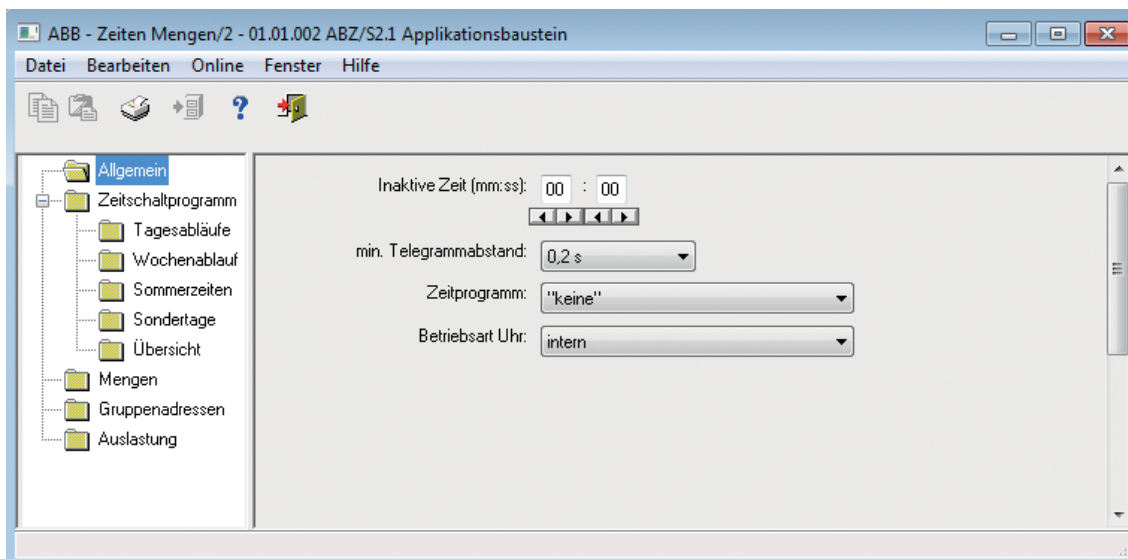 ABB - Zeiten Mengen/2 - 01.01.002 ABZ/S2.1 Applikationsbaustein
Datei Bearbeiten Online Fenster Hilfe
Allgemein
Zeitschaltprogramm
Tagesabläufe
Wochenablauf
Sommerzeiten
Sondertage
Übersicht
Mengen
Gruppenadressen
Auslastung
Inaktive Zeit (mm:ss): 00 : 00
min. Telegrammabstand: 0,2 s
Zeitprogramm: "keine"
Betriebsart Uhr: intern